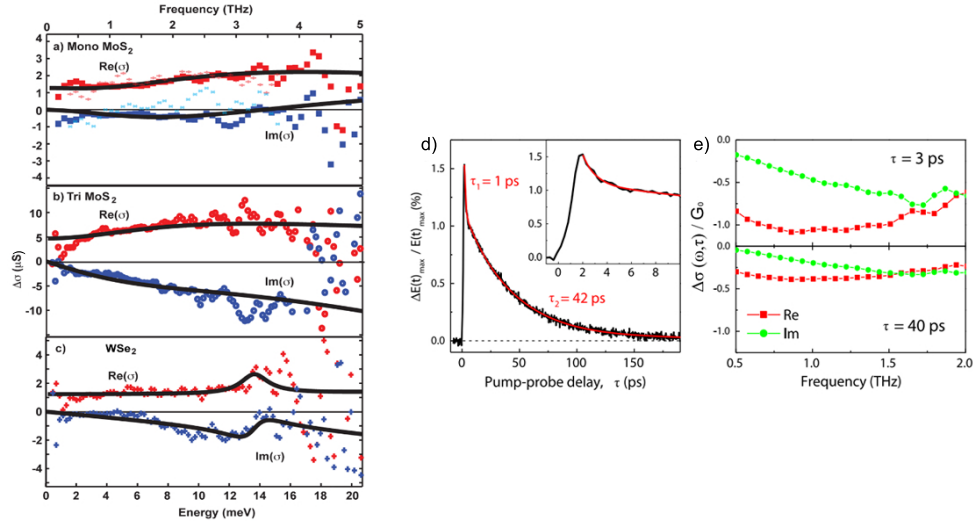 Frequency (THz)
0 1 2 3 4 5
a) Mono MoS2
Re(σ)
Im(σ)
4
3
2
1
0
-1
-2
-3
-4
b) Tri MoS2
Re(σ)
Im(σ)
10
5
0
-5
-10
Δσ (µS)
c) WSe2
Re(σ)
Im(σ)
4
2
0
-2
-4
0 2 4 6 8 10 12 14 16 18 20
Energy (meV)
d)
ΔE(t)max / E(t)max (%)
1.5
1.0
0.5
0.0
τ1 = 1 ps
τ2 = 42 ps
1.5
1.0
0.5
0.0
0 2 4 6 8 10
0 50 100 150
Pump-probe delay, τ (ps)
e)
Δσ (ω,τ) / G0
0.0
-0.5
-1.0
τ = 3 ps
0.0
-0.5
-1.0
Re
Im
τ = 40 ps
0.5 1.0 1.5 2.0
Frequency (THz)